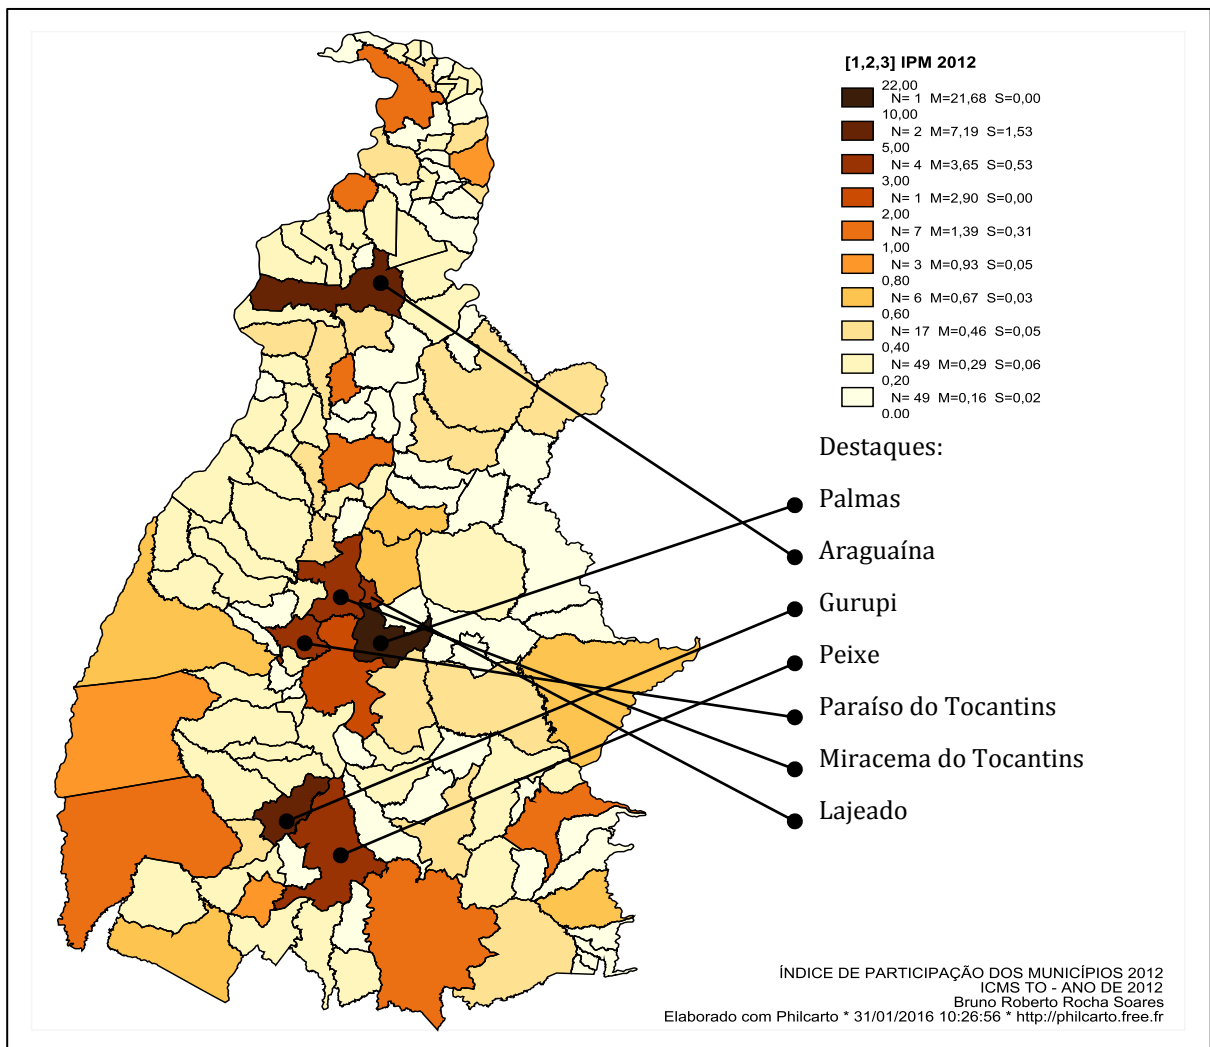 [1,2,3] IPM 2012
22,00
N= 1 M=21,68 S=0,00
10,00
N= 2 M=7,19 S=1,53
5,00
N= 4 M=3,65 S=0,53
3,00
N= 1 M=2,90 S=0,00
2,00
N= 7 M=1,39 S=0,31
1,00
N= 3 M=0,93 S=0,05
0,80
N= 6 M=0,67 S=0,03
0,60
N= 17 M=0,46 S=0,05
0,40
N= 49 M=0,29 S=0,06
0,20
N= 49 M=0,16 S=0,02
0.00
Destaques:
Palmas
Araguaína
Gurupi
Peixe
Paraíso do Tocantins
Miracema do Tocantins
Lajeado
ÍNDICE DE PARTICIPAÇÃO DOS MUNICÍPIOS 2012
ICMS TO - ANO DE 2012
Bruno Roberto Rocha Soares
Elaborado com Philcarto * 31/01/2016 10:26:56 * http://philcarto.free.fr